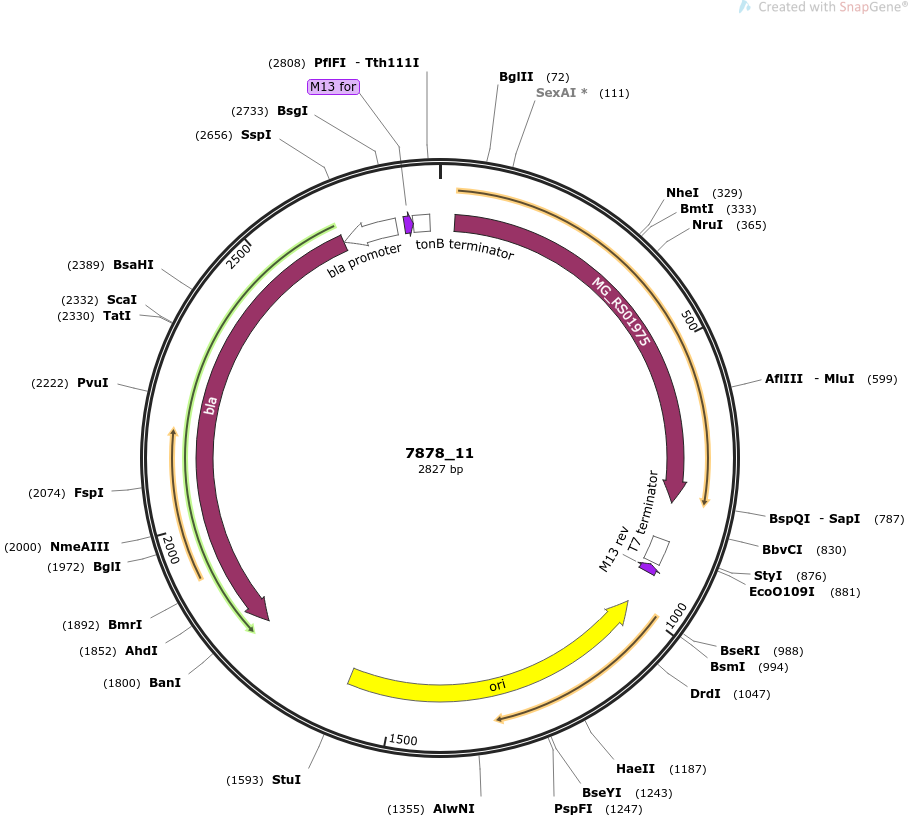 Created with SnapGene®
(2808) PflFI - Tth111I
M13 for
(2733) BsgI
(2656) SspI
BglII (72)
SexAI * (111)
NheI (329)
BmtI (333)
NruI (365)
bla promoter
tonB terminator
2500
(2389) BsaHI
(2332) ScaI
(2330) TatI
(2222) PvuI
MG_RS01975
500
AflIII - MluI (599)
bla
7878_11
2827 bp
(2074) FspI
(2000) NmeAIII
(1972) BglI
2000
T7 terminator
M13 rev
BspQI - SapI (787)
BbvCI (830)
StyI (876)
EcoO109I (881)
1000
(1892) BmrI
(1852) AhdI
(1800) BanI
BseRI (988)
BsmI (994)
DrdI (1047)
ori
1500
(1593) StuI
(1355) AlwNI
HaeII (1187)
BseYI (1243)
PspFI (1247)